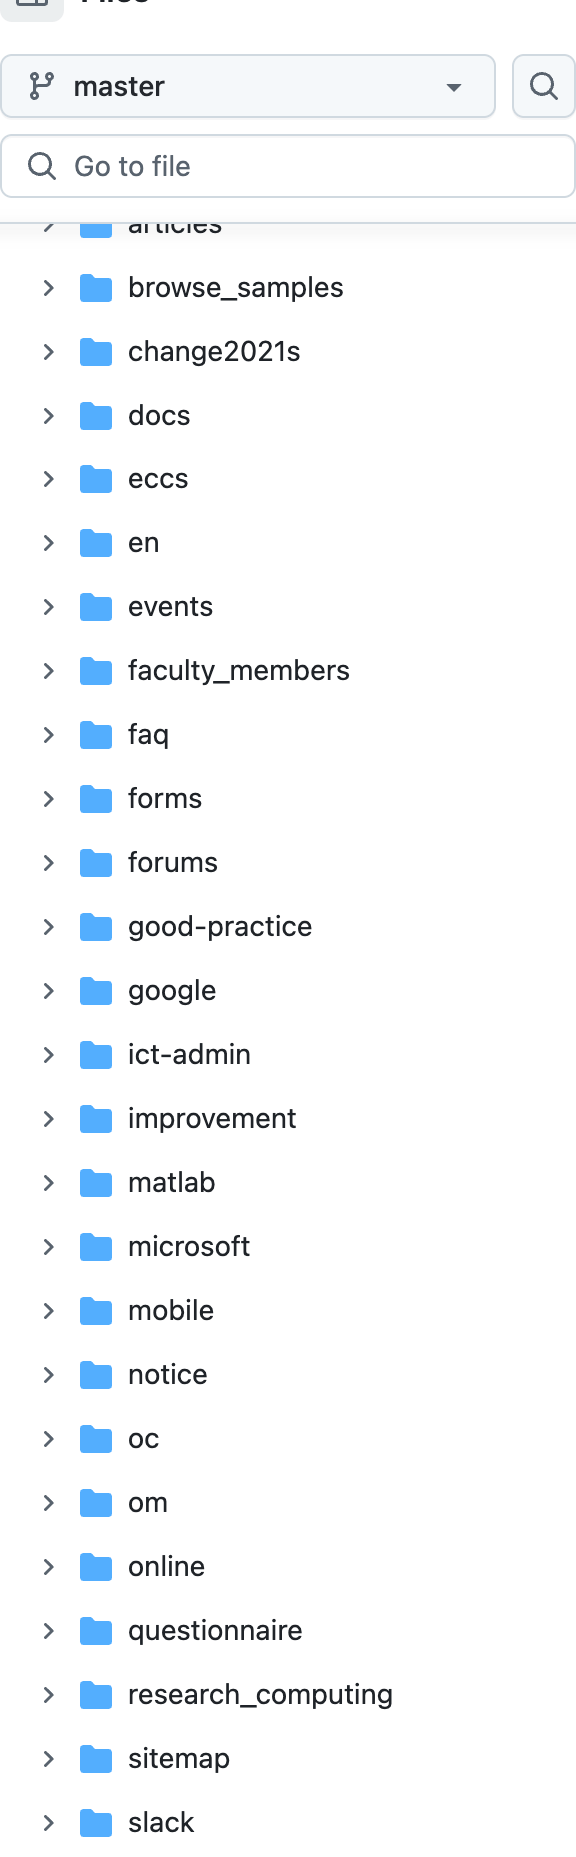 Files
master
Go to file
articles
browse_samples
change2021s
docs
eccs
en
events
faculty_members
faq
forms
forums
good-practice
google
ict-admin
improvement
matlab
microsoft
mobile
notice
oc
om
online
questionnaire
research_computing
sitemap
slack